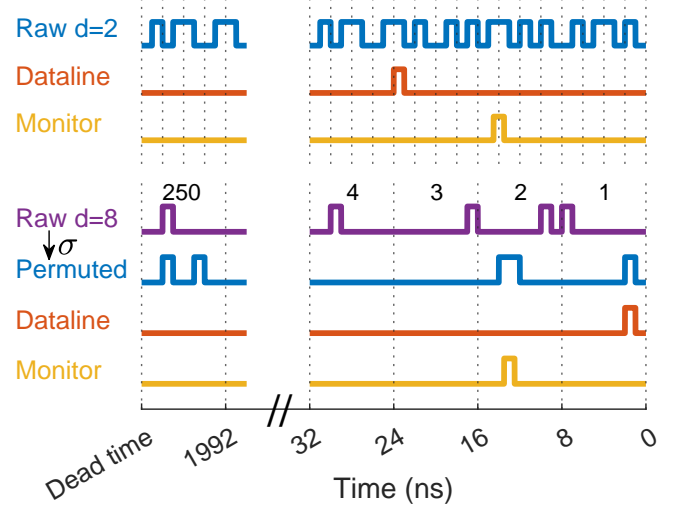 Raw d=2
Dataline
Monitor
250 4 3 2 1
Raw d=8
σ
Permuted
Dataline
Monitor
Dead time 1992 // 32 24 16 8 0
Time (ns)